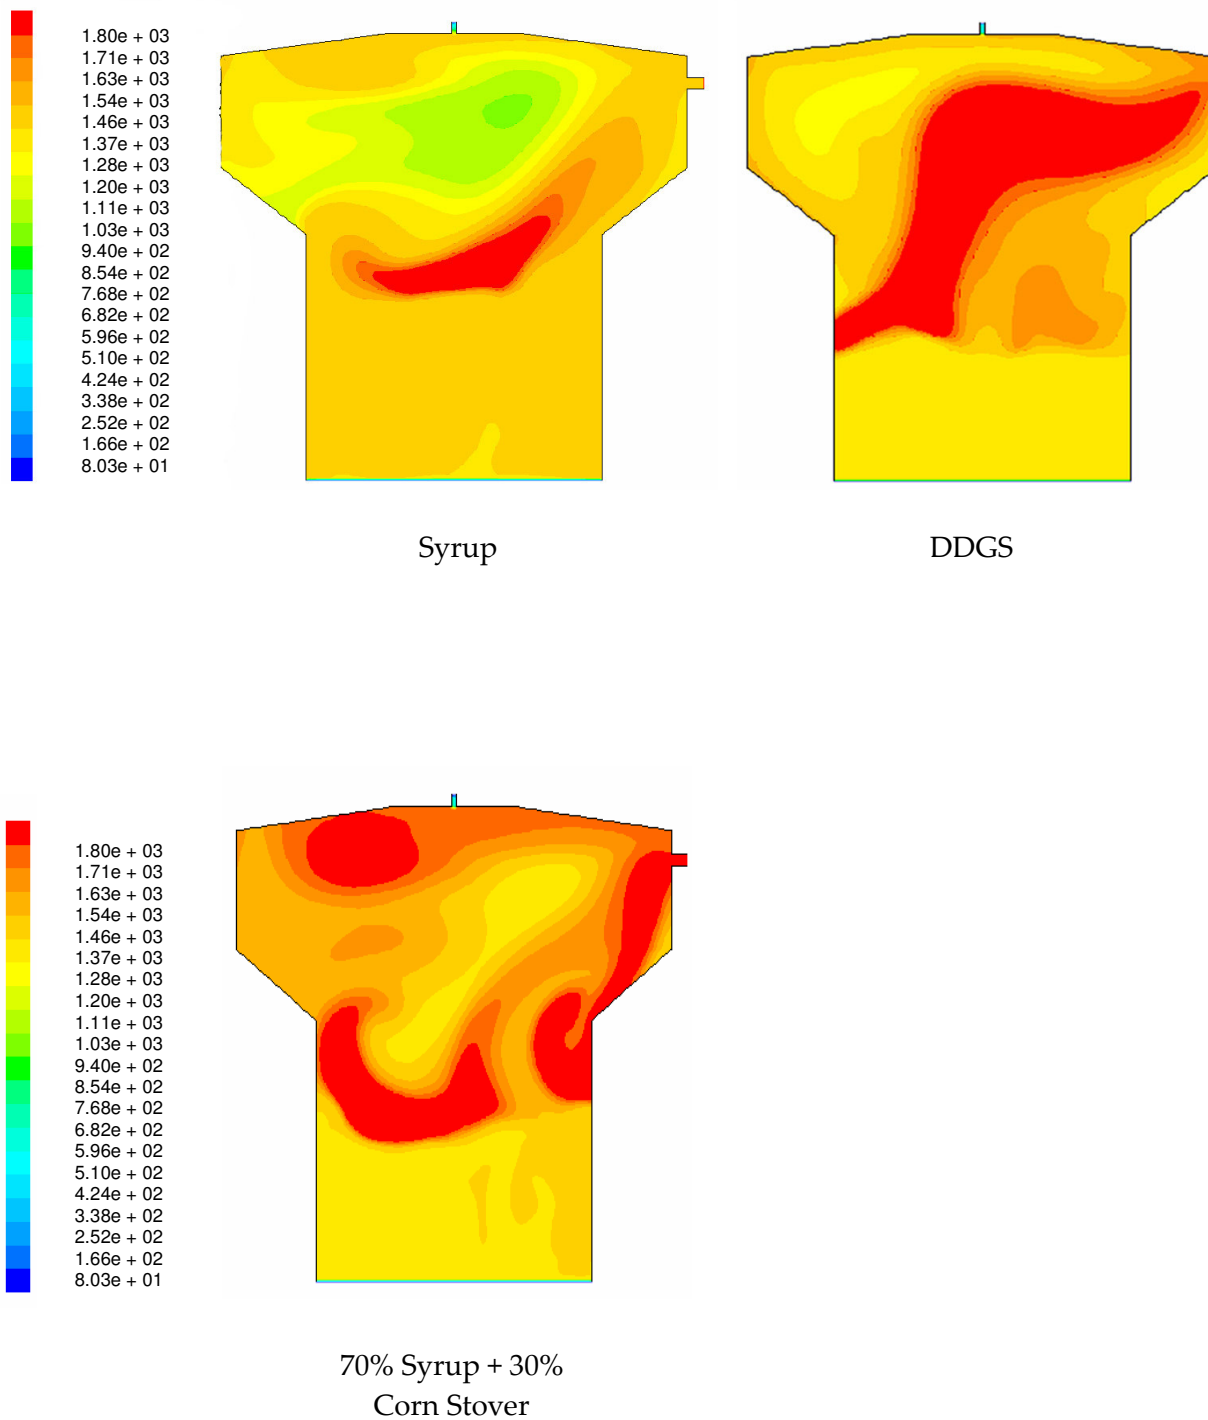 1.80e + 03
1.71e + 03
1.63e + 03
1.54e + 03
1.46e + 03
1.37e + 03
1.28e + 03
1.20e + 03
1.11e + 03
1.03e + 03
9.40e + 02
8.54e + 02
7.68e + 02
6.82e + 02
5.96e + 02
5.10e + 02
4.24e + 02
3.38e + 02
2.52e + 02
1.66e + 02
8.03e + 01
Syrup
DDGS
1.80e + 03
1.71e + 03
1.63e + 03
1.54e + 03
1.46e + 03
1.37e + 03
1.28e + 03
1.20e + 03
1.11e + 03
1.03e + 03
9.40e + 02
8.54e + 02
7.68e + 02
6.82e + 02
5.96e + 02
5.10e + 02
4.24e + 02
3.38e + 02
2.52e + 02
1.66e + 02
8.03e + 01
70% Syrup + 30%
Corn Stover